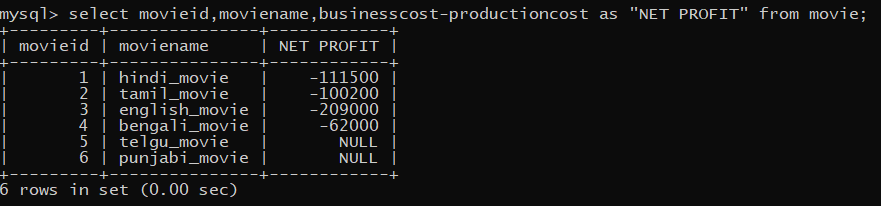 mysql> select movieid,moviename,businesscost-productioncost as "NET PROFIT" from movie;
+---------+---------------+------------+
| movieid | moviename     | NET PROFIT |
+---------+---------------+------------+
|       1 | hindi_movie   |    -111500 |
|       2 | tamil_movie   |    -100200 |
|       3 | english_movie |    -209000 |
|       4 | bengali_movie |     -62000 |
|       5 | telgu_movie   |       NULL |
|       6 | punjabi_movie |       NULL |
+---------+---------------+------------+
6 rows in set (0.00 sec)